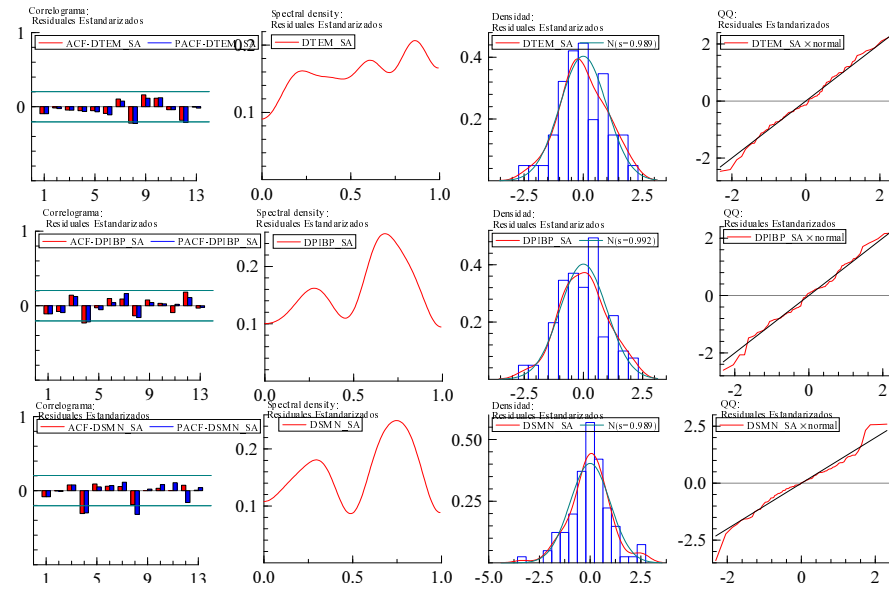 Correlograma:
Residuales Estandarizados
ACF-DTEM_SA PACF-DTEM_SA
1
0
1 5 9 13
Spectral density:
Residuales Estandarizados
DTEM_SA
0.2
0.1
0.0 0.5 1.0
Densidad:
Residuales Estandarizados
DTEM_SA N(s=0.989)
0.4
0.2
-2.5 0.0 2.5
QQ:
Residuales Estandarizados
DTEM_SA × normal
2
0
-2
-2 0 2
Correlograma:
Residuales Estandarizados
ACF-DPIBP_SA PACF-DPIBP_SA
1
0
1 5 9 13
Spectral density:
Residuales Estandarizados
DPIBP_SA
0.2
0.1
0.0 0.5 1.0
Densidad:
Residuales Estandarizados
DPIBP_SA N(s=0.992)
0.4
0.2
-2.5 0.0 2.5
QQ:
Residuales Estandarizados
DPIBP_SA × normal
2
0
-2
-2 0 2
Correlograma:
Residuales Estandarizados
ACF-DSMN_SA PACF-DSMN_SA
1
0
1 5 9 13
Spectral density:
Residuales Estandarizados
DSMN_SA
0.2
0.1
0.0 0.5 1.0
Densidad:
Residuales Estandarizados
DSMN_SA N(s=0.989)
0.50
0.25
-5.0 -2.5 0.0 2.5
QQ:
Residuales Estandarizados
DSMN_SA × normal
2.5
0.0
-2.5
-2 0 2